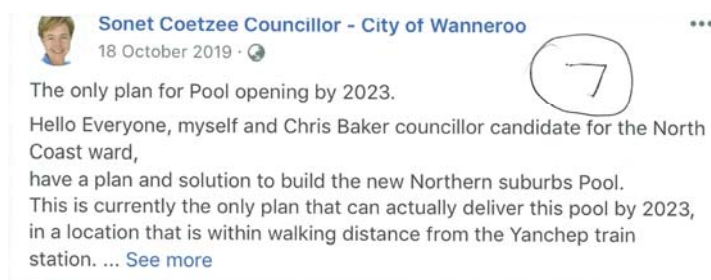 Sonet Coetzee Councillor - City of Wanneroo
18 October 2019 ·
7
The only plan for Pool opening by 2023.
Hello Everyone, myself and Chris Baker councillor candidate for the North
Coast ward,
have a plan and solution to build the new Northern suburbs Pool.
This is currently the only plan that can actually deliver this pool by 2023,
in a location that is within walking distance from the Yanchep train
station. ... See more